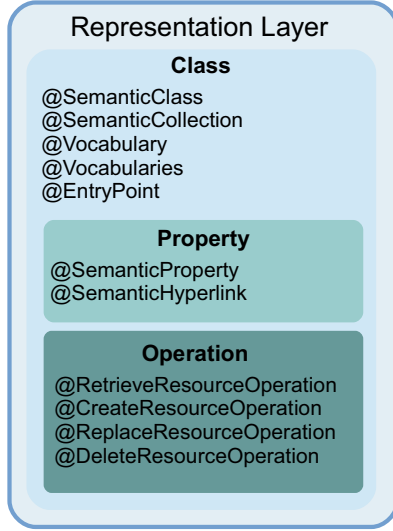 Representation Layer
Class
@SemanticClass
@SemanticCollection
@Vocabulary
@Vocabularies
@EntryPoint
Property
@SemanticProperty
@SemanticHyperlink
Operation
@RetrieveResourceOperation
@CreateResourceOperation
@ReplaceResourceOperation
@DeleteResourceOperation